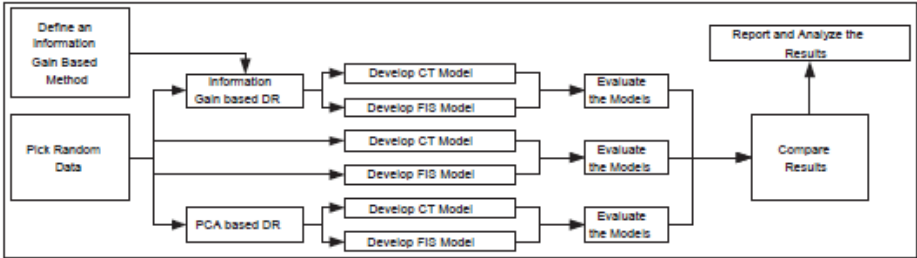 Define an
Information
Gain Based
Method
Pick Random
Data
Information
Gain based DR
PCA based DR
Develop CT Model
Develop FIS Model
Develop CT Model
Develop FIS Model
Develop CT Model
Develop FIS Model
Evaluate
the Models
Evaluate
the Models
Evaluate
the Models
Report and Analyze the
Results
Compare
Results